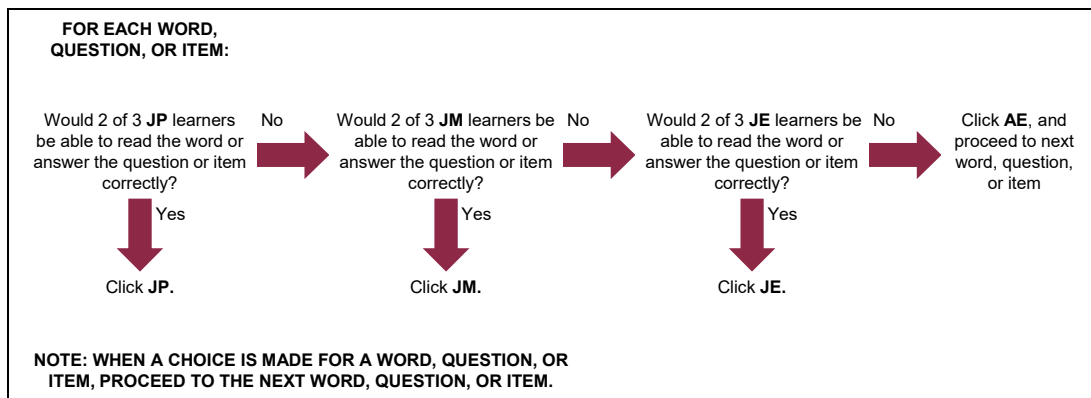 FOR EACH WORD,
QUESTION, OR ITEM:
Would 2 of 3 JP learners
be able to read the word or
answer the question or item
correctly?
No
Would 2 of 3 JM learners be
able to read the word or
answer the question or item
correctly?
No
Would 2 of 3 JE learners be
able to read the word or
answer the question or item
correctly?
No
Click AE, and
proceed to next
word, question,
or item
Yes
Click JP.
Yes
Click JM.
Yes
Click JE.
NOTE: WHEN A CHOICE IS MADE FOR A WORD, QUESTION, OR
ITEM, PROCEED TO THE NEXT WORD, QUESTION, OR ITEM.